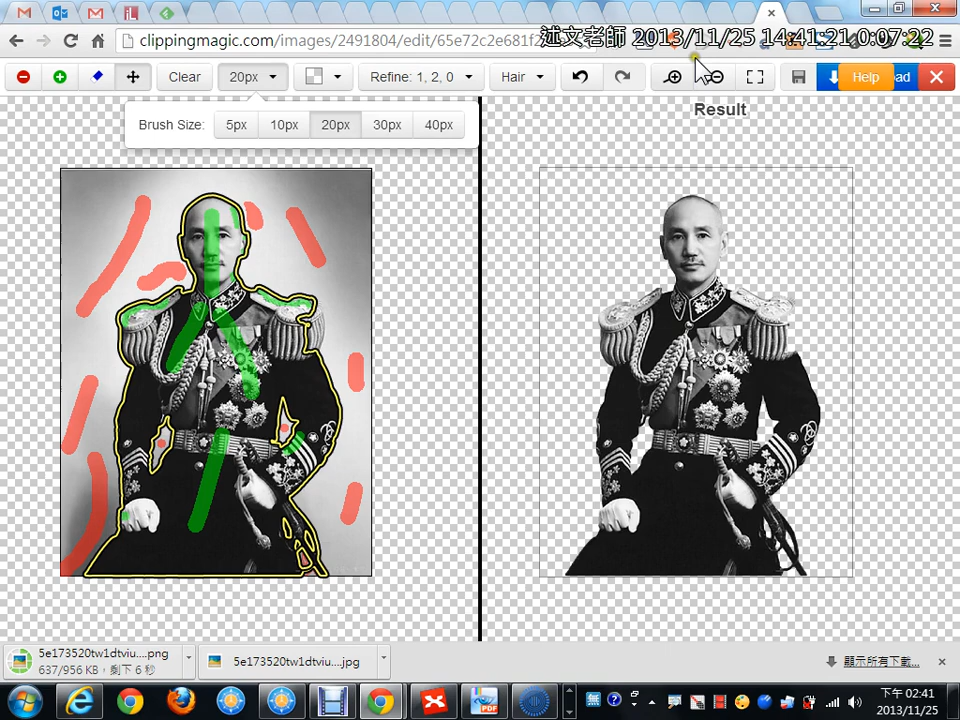 clippingmagic.com/images/2491804/edit/65e72c2e681f
述文老師 2013/11/25 14:41:21 0:07:22
Clear
20px
Refine: 1, 2, 0
Hair
Help
ad
Brush Size:
5px
10px
20px
30px
40px
Result
5e173520tw1dtviu....png
637/956 KB，剩下 6 秒
5e173520tw1dtviu....jpg
顯示所有下載...
PDF
下午 02:41
2013/11/25